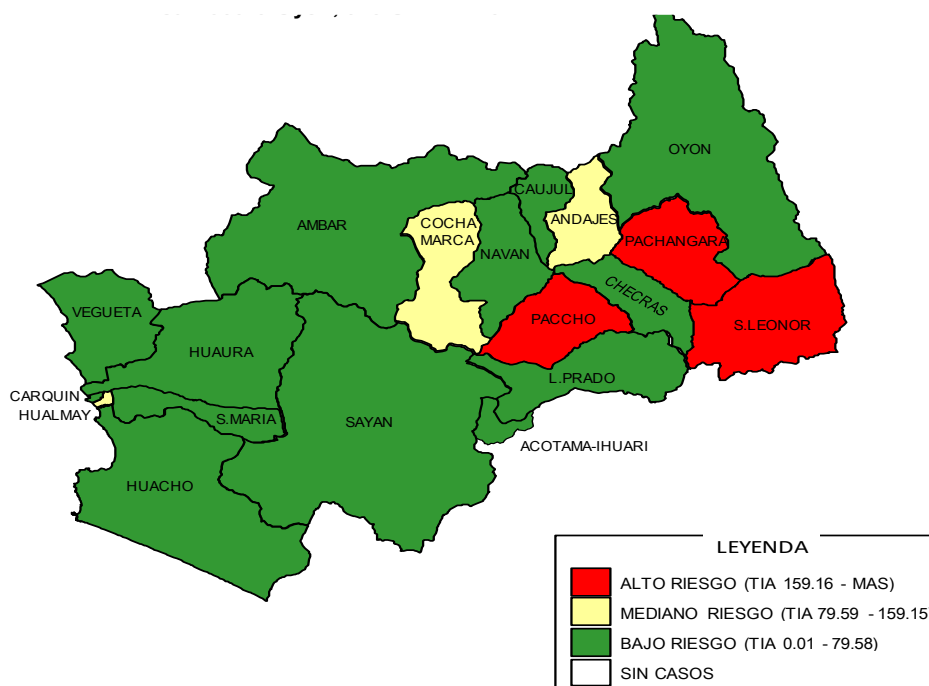 OYON
CAUJUL
ANDAJES
AMBAR
COCHA
MARCA
NAVAN
PACHANGARA
CHECRAS
VEGUETA
PACCHO
S.LEONOR
HUAURA
L.PRADO
CARQUIN
HUALMAY
S.MARIA
SAYAN
ACOTAMA-IHUARI
HUACHO
LEYENDA
ALTO RIESGO (TIA 159.16 - MAS)
MEDIANO RIESGO (TIA 79.59 - 159.15)
BAJO RIESGO (TIA 0.01 - 79.58)
SIN CASOS